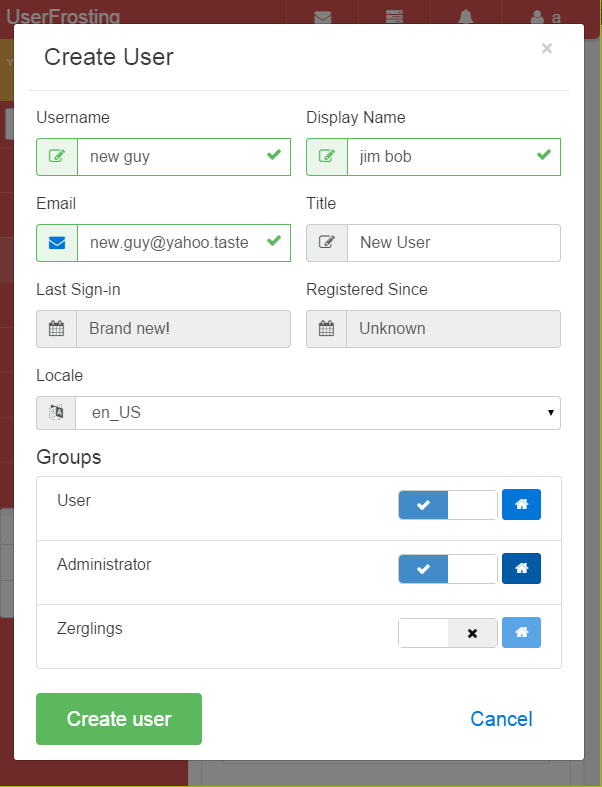 UserFrosting
a
Y
Create User
×
Username
Display Name
new guy
jim bob
Email
Title
new.guy@yahoo.taste
New User
Last Sign-in
Registered Since
Brand new!
Unknown
Locale
en_US
Groups
User
Administrator
Zerglings
Create user
Cancel